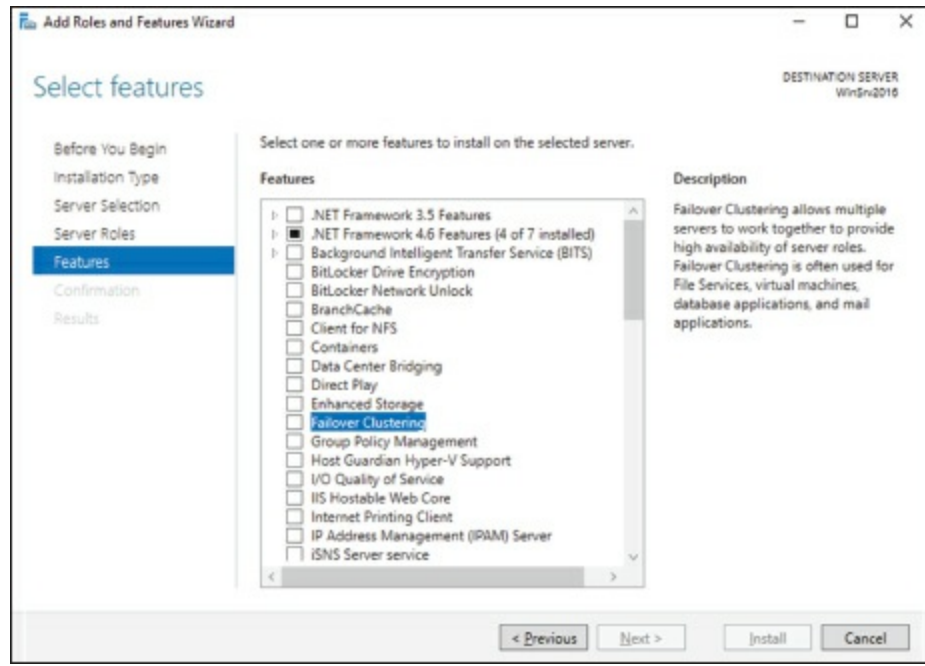 Add Roles and Features Wizard
Select features
DESTINATION SERVER
WinSrv2016
Before You Begin
Installation Type
Server Selection
Server Roles
Features
Confirmation
Results
Select one or more features to install on the selected server.
Features
.NET Framework 3.5 Features
.NET Framework 4.6 Features (4 of 7 installed)
Background Intelligent Transfer Service (BITS)
BitLocker Drive Encryption
BitLocker Network Unlock
BranchCache
Client for NFS
Containers
Data Center Bridging
Direct Play
Enhanced Storage
Failover Clustering
Group Policy Management
Host Guardian Hyper-V Support
I/O Quality of Service
IIS Hostable Web Core
Internet Printing Client
IP Address Management (IPAM) Server
iSNS Server service
Description
Failover Clustering allows multiple
servers to work together to provide
high availability of server roles.
Failover Clustering is often used for
File Services, virtual machines,
database applications, and mail
applications.
< Previous
Next >
Install
Cancel